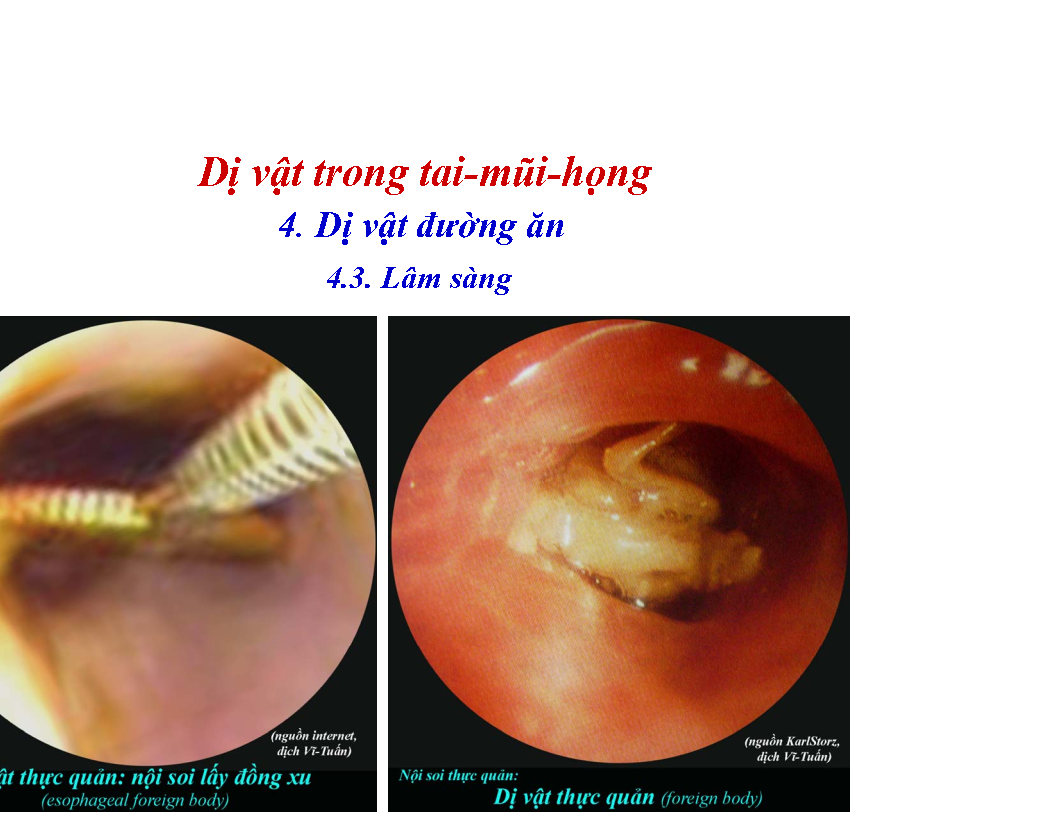 Dị vật trong tai-mũi-họng
4. Dị vật đường ăn
4.3. Lâm sàng
(nguồn internet,
dịch Vĩ-Tuấn)
thực quản: nội soi lấy đồng xu
(esophageal foreign body)
(nguồn KarlStorz,
dịch Vĩ-Tuấn)
Nội soi thực quản:
Dị vật thực quản (foreign body)